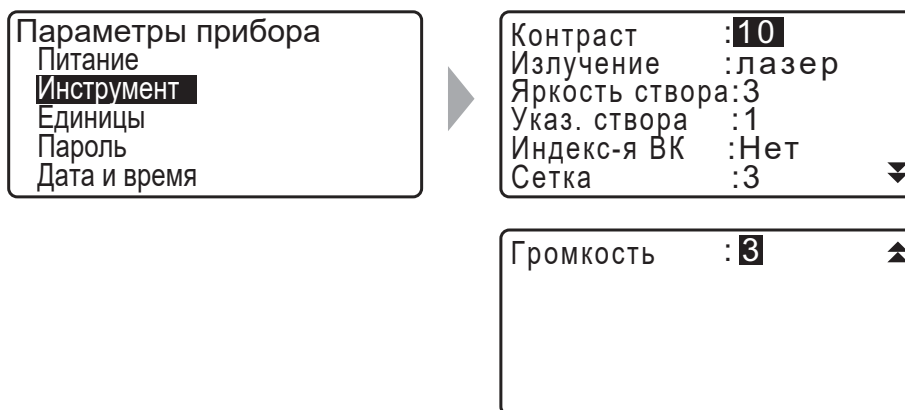 Параметры прибора
Питание
Инструмент
Единицы
Пароль
Дата и время
Контраст :10
Излучение :лазер
Яркость створа:3
Указ. створа :1
Индекс-я ВК :Нет
Сетка :3
Громкость :3